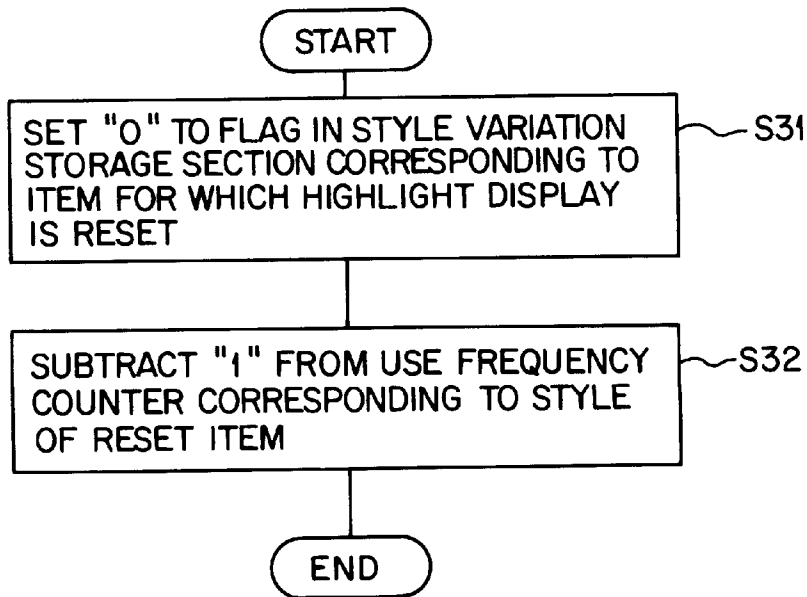 START
SET "0" TO FLAG IN STYLE VARIATION
STORAGE SECTION CORRESPONDING TO
ITEM FOR WHICH HIGHLIGHT DISPLAY
IS RESET
S31
SUBTRACT "1" FROM USE FREQUENCY
COUNTER CORRESPONDING TO STYLE
OF RESET ITEM
S32
END